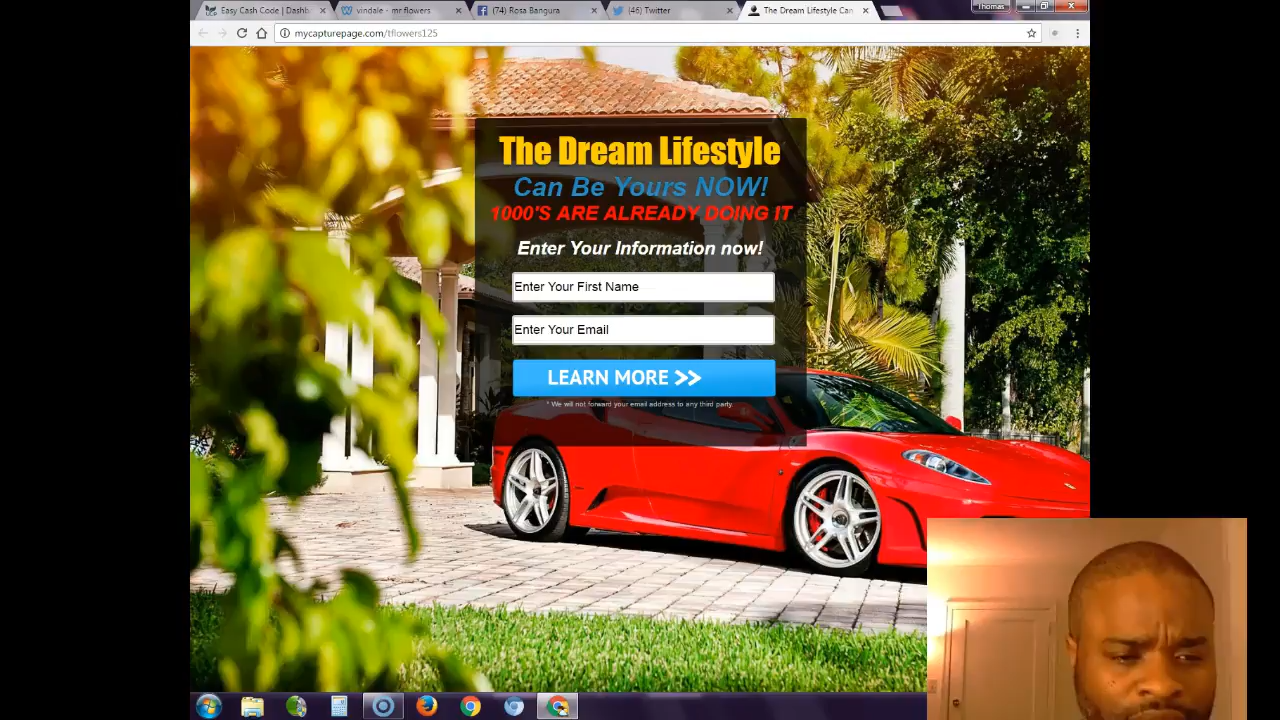 Easy Cash Code | Dashb
vindale - mr flowers
(74) Rosa Bangura
(46) Twitter
The Dream Lifestyle Can
Thomas
mycapturepage.com/tflowers125
The Dream Lifestyle
Can Be Yours NOW!
1000'S ARE ALREADY DOING IT
Enter Your Information now!
Enter Your First Name
Enter Your Email
LEARN MORE >>
* We will not forward your email address to any third party.